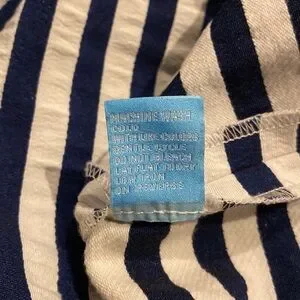 MACHINE WASH
COLD
WITH LIKE COLORS
GENTLE CYCLE
DO NOT BLEACH
LAY FLAT TO DRY
LOW IRON
ON REVERSE